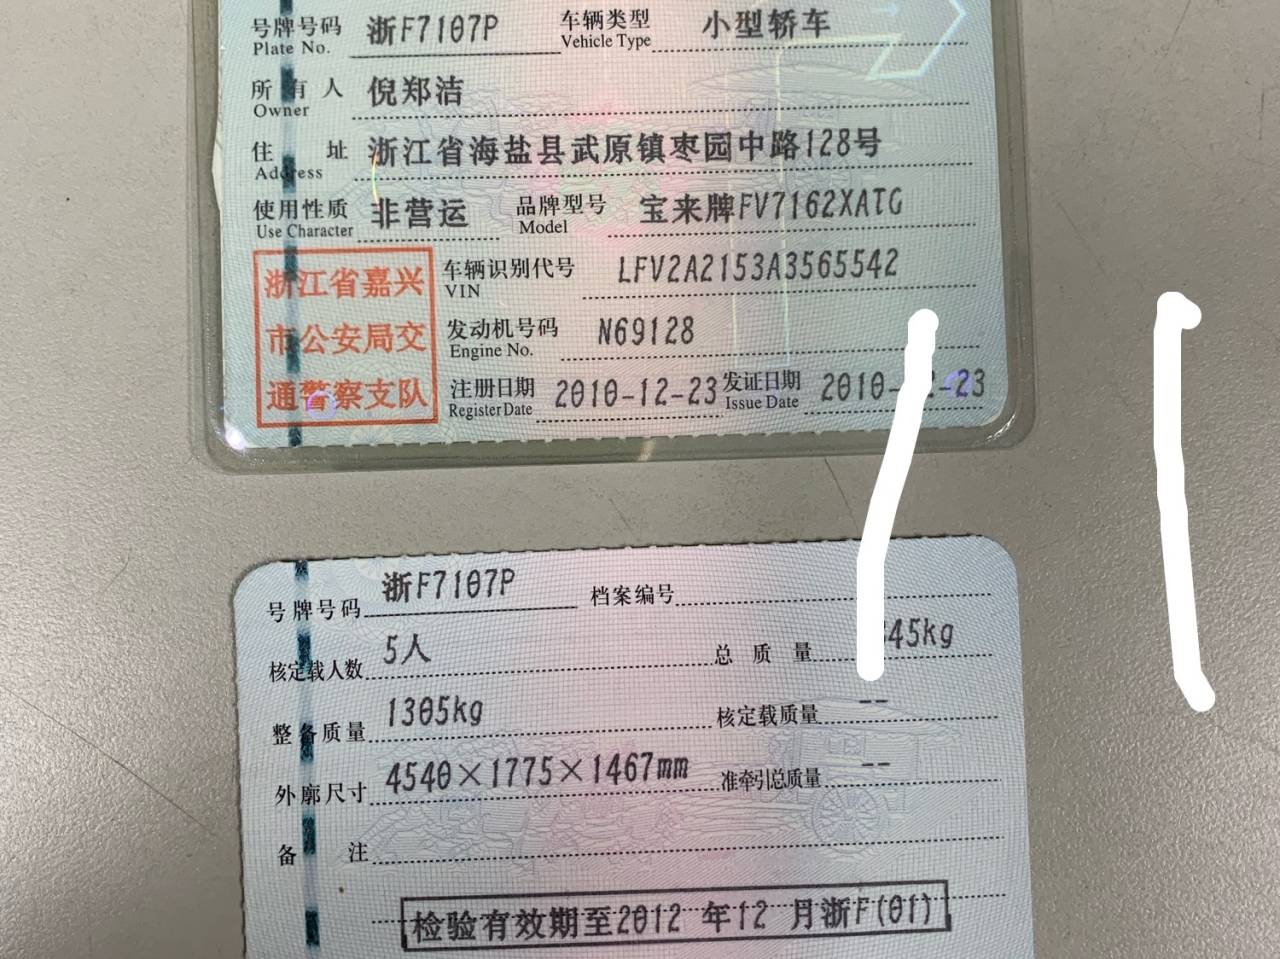 号牌号码 浙F7107P 车辆类型 小型轿车
Plate No. Vehicle Type
所有人 倪郑洁
Owner
住址 浙江省海盐县武原镇枣园中路128号
Address
使用性质 非营运 品牌型号 宝来牌FV7162XATG
Use Character Model
浙江省嘉兴
市公安局交
通警察支队
车辆识别代号 LFV2A2153A3565542
VIN
发动机号码 N69128
Engine No.
注册日期 2010-12-23 发证日期 2010- 2-23
Register Date Issue Date
号牌号码 浙F7107P 档案编号
核定载人数 5人 总质量 45kg
整备质量 1305kg 核定载质量 --
外廓尺寸 4540×1775×1467mm 准牵引总质量 --
备注
检验有效期至2012 年12 月浙F(01)